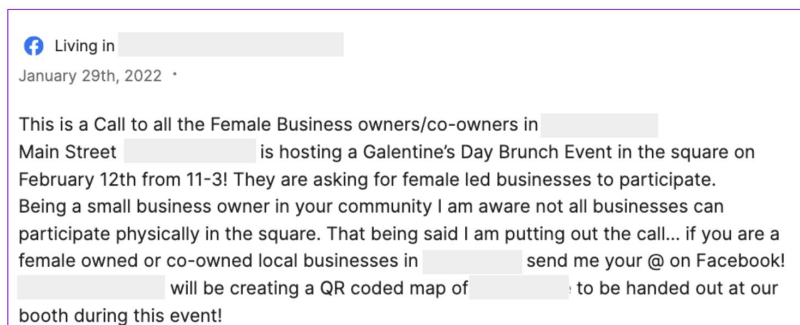 Living in
January 29th, 2022 •
This is a Call to all the Female Business owners/co-owners in
Main Street is hosting a Galentine’s Day Brunch Event in the square on
February 12th from 11-3! They are asking for female led businesses to participate.
Being a small business owner in your community I am aware not all businesses can
participate physically in the square. That being said I am putting out the call... if you are a
female owned or co-owned local businesses in send me your @ on Facebook!
will be creating a QR coded map of to be handed out at our
booth during this event!